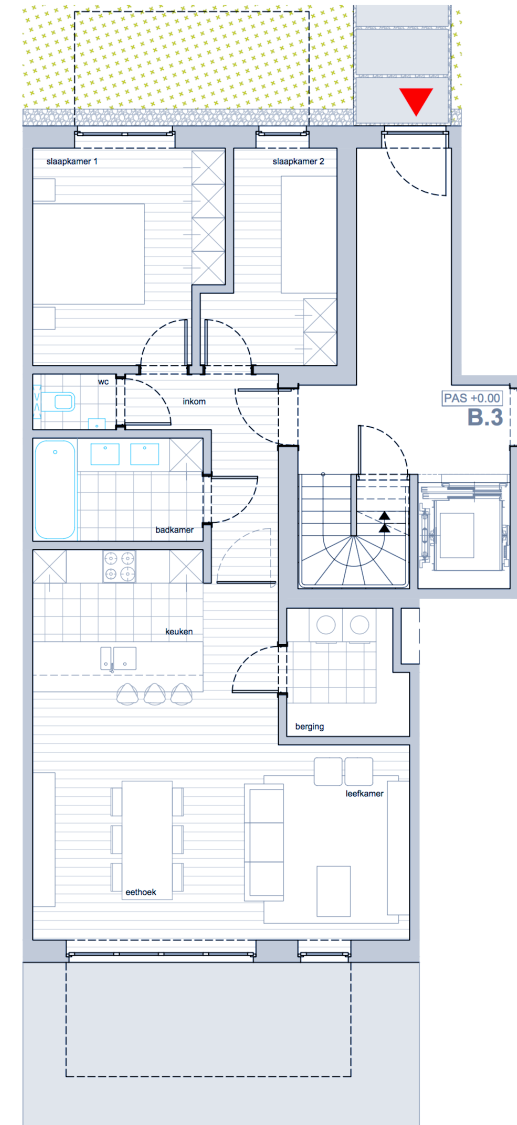 slaapkamer 1
slaapkamer 2
wc
inkom
PAS +0.00
B.3
badkamer
keuken
berging
leefkamer
eethoek